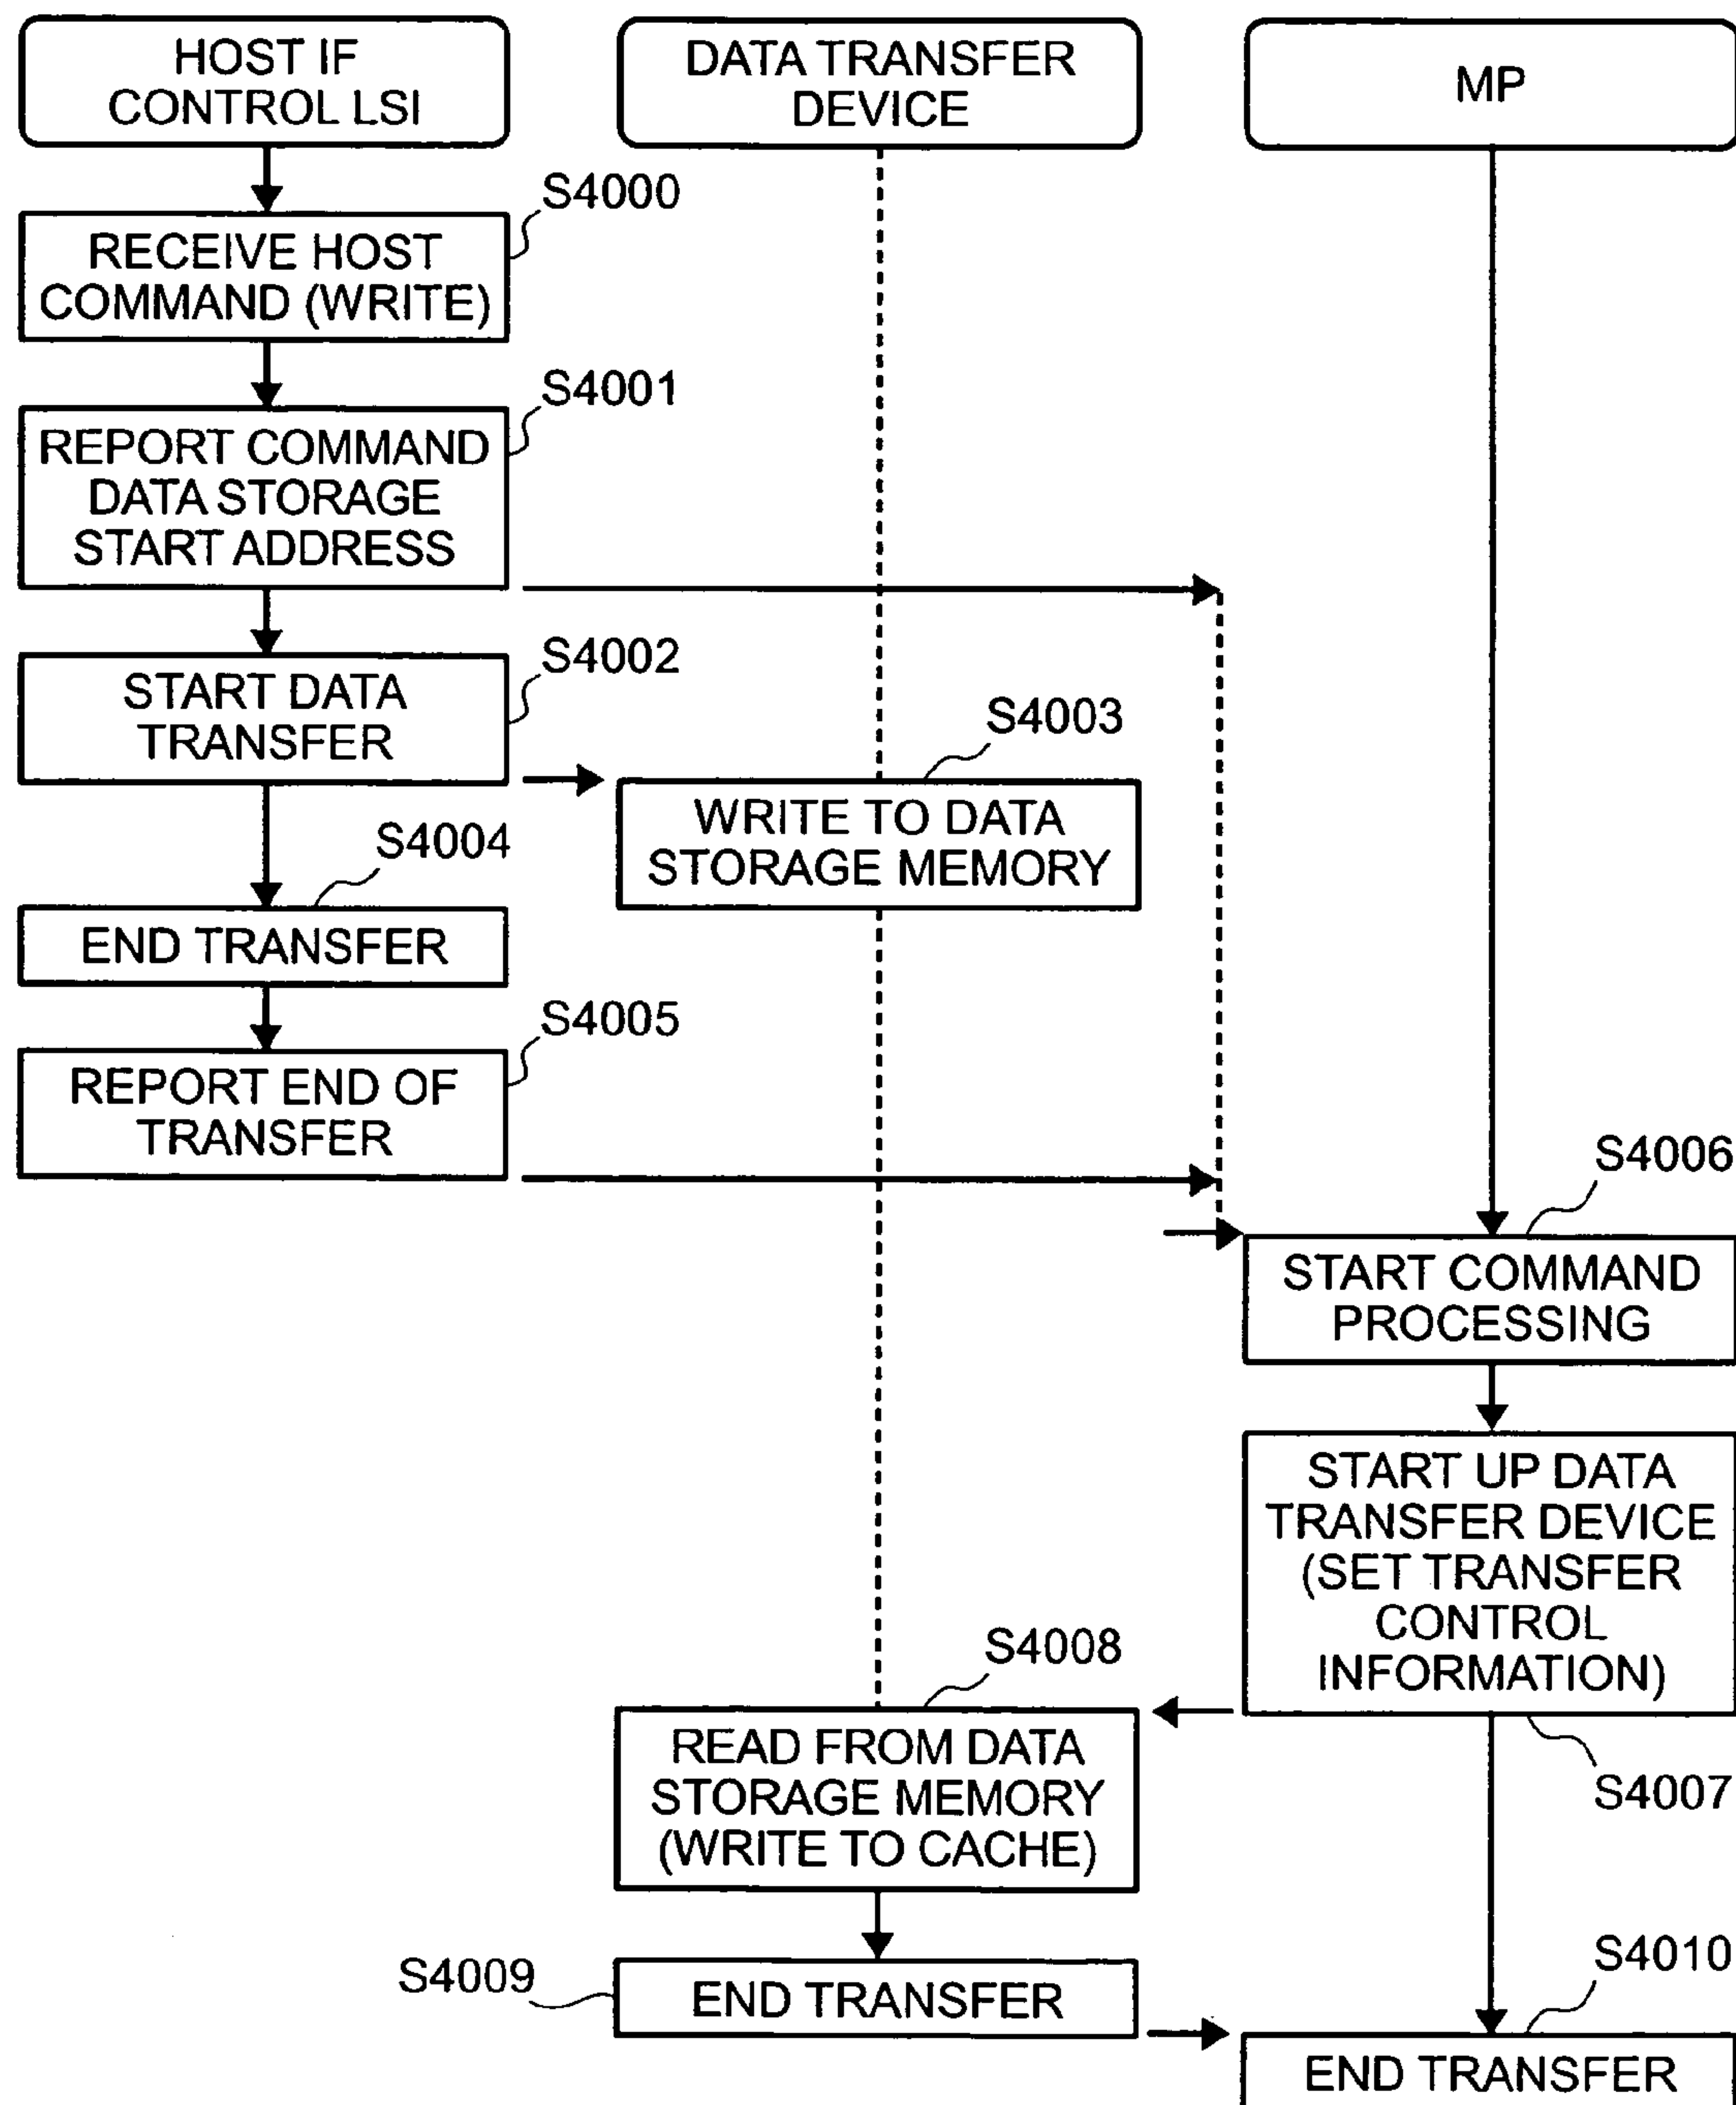 HOST IF
CONTROL LSI
DATA TRANSFER
DEVICE
MP
S4000
RECEIVE HOST
COMMAND (WRITE)
S4001
REPORT COMMAND
DATA STORAGE
START ADDRESS
S4002
START DATA
TRANSFER
S4003
WRITE TO DATA
STORAGE MEMORY
S4004
END TRANSFER
S4005
REPORT END OF
TRANSFER
S4006
START COMMAND
PROCESSING
START UP DATA
TRANSFER DEVICE
(SET TRANSFER
CONTROL
INFORMATION)
S4007
S4008
READ FROM DATA
STORAGE MEMORY
(WRITE TO CACHE)
S4009
END TRANSFER
S4010
END TRANSFER